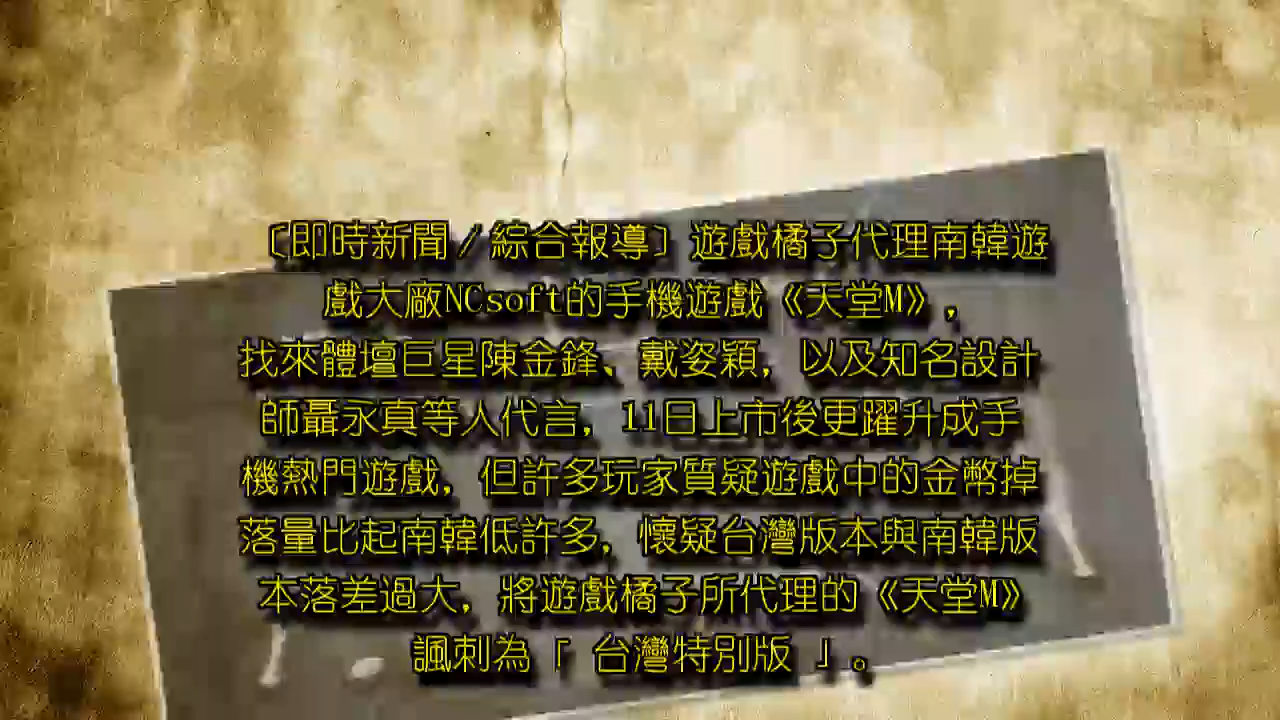 〔即時新聞／綜合報導〕遊戲橘子代理南韓遊
戲大廠NCsoft的手機遊戲《天堂M》，
找來體壇巨星陳金鋒、戴姿穎，以及知名設計
師聶永真等人代言，11日上市後更躍升成手
機熱門遊戲，但許多玩家質疑遊戲中的金幣掉
落量比起南韓低許多，懷疑台灣版本與南韓版
本落差過大，將遊戲橘子所代理的《天堂M》
諷刺為「 台灣特別版 」。